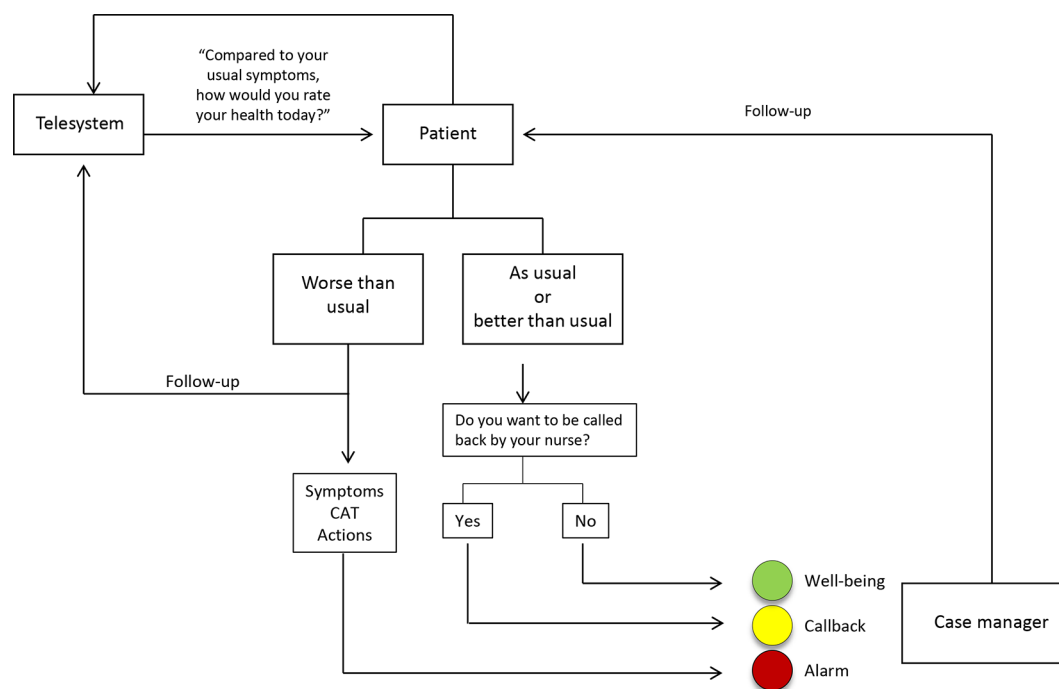 “Compared to your
usual symptoms,
how would you rate
your health today?”
Telesystem
Patient
Follow-up
Worse than
usual
As usual
or
better than usual
Follow-up
Do you want to be called
back by your nurse?
Symptoms
CAT
Actions
Yes
No
Well-being
Callback
Alarm
Case manager